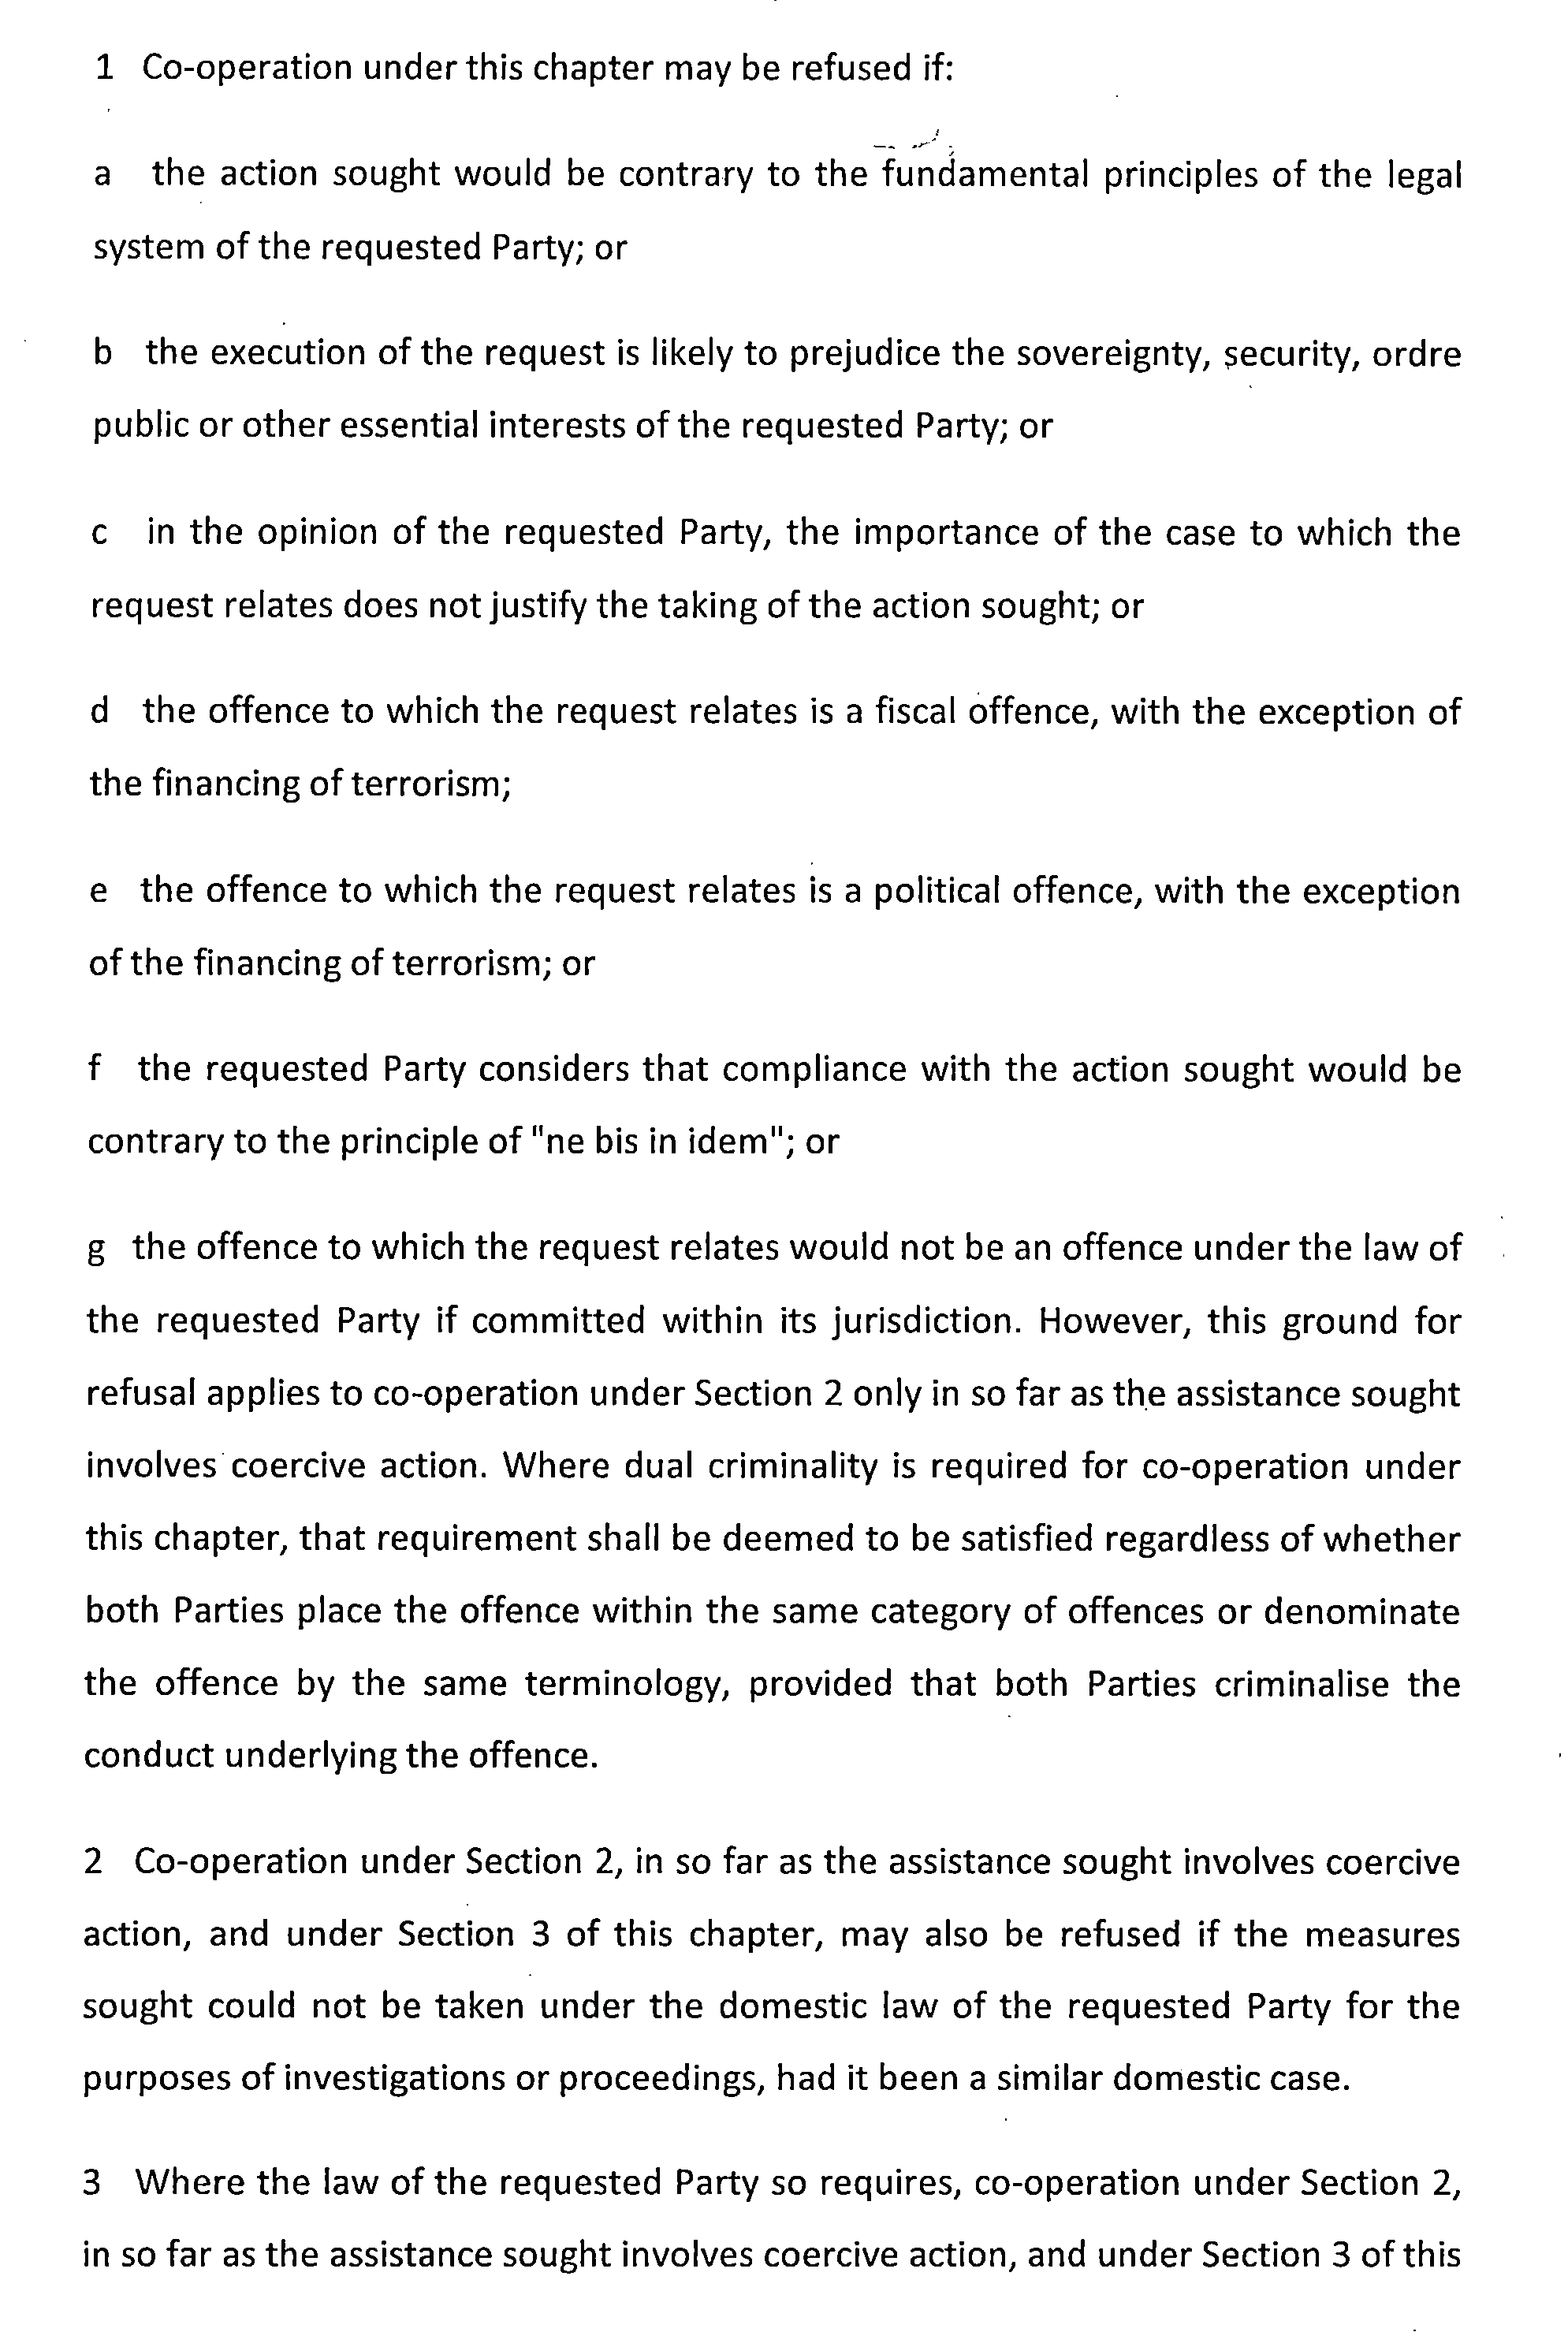 1 Co-operation under this chapter may be refused if:
a the action sought would be contrary to the fundamental principles of the legal
system of the requested Party; or
b the execution of the request is likely to prejudice the sovereignty, security, ordre
public or other essential interests of the requested Party; or
c in the opinion of the requested Party, the importance of the case to which the
request relates does not justify the taking of the action sought; or
d the offence to which the request relates is a fiscal offence, with the exception of
the financing of terrorism;
e the offence to which the request relates is a political offence, with the exception
of the financing of terrorism; or
f the requested Party considers that compliance with the action sought would be
contrary to the principle of "ne bis in idem"; or
g the offence to which the request relates would not be an offence under the law of
the requested Party if committed within its jurisdiction. However, this ground for
refusal applies to co-operation under Section 2 only in so far as the assistance sought
involves coercive action. Where dual criminality is required for co-operation under
this chapter, that requirement shall be deemed to be satisfied regardless of whether
both Parties place the offence within the same category of offences or denominate
the offence by the same terminology, provided that both Parties criminalise the
conduct underlying the offence.
2 Co-operation under Section 2, in so far as the assistance sought involves coercive
action, and under Section 3 of this chapter, may also be refused if the measures
sought could not be taken under the domestic law of the requested Party for the
purposes of investigations or proceedings, had it been a similar domestic case.
3 Where the law of the requested Party so requires, co-operation under Section 2,
in so far as the assistance sought involves coercive action, and under Section 3 of this